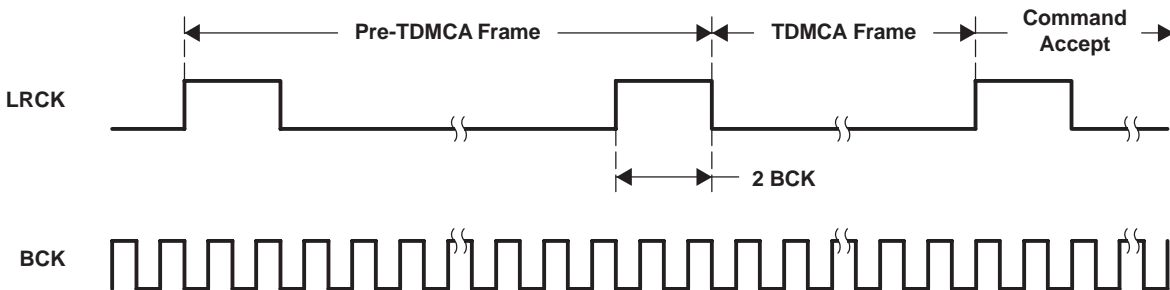 Pre-TDMCA Frame
TDMCA Frame
Command
Accept
LRCK
2 BCK
BCK